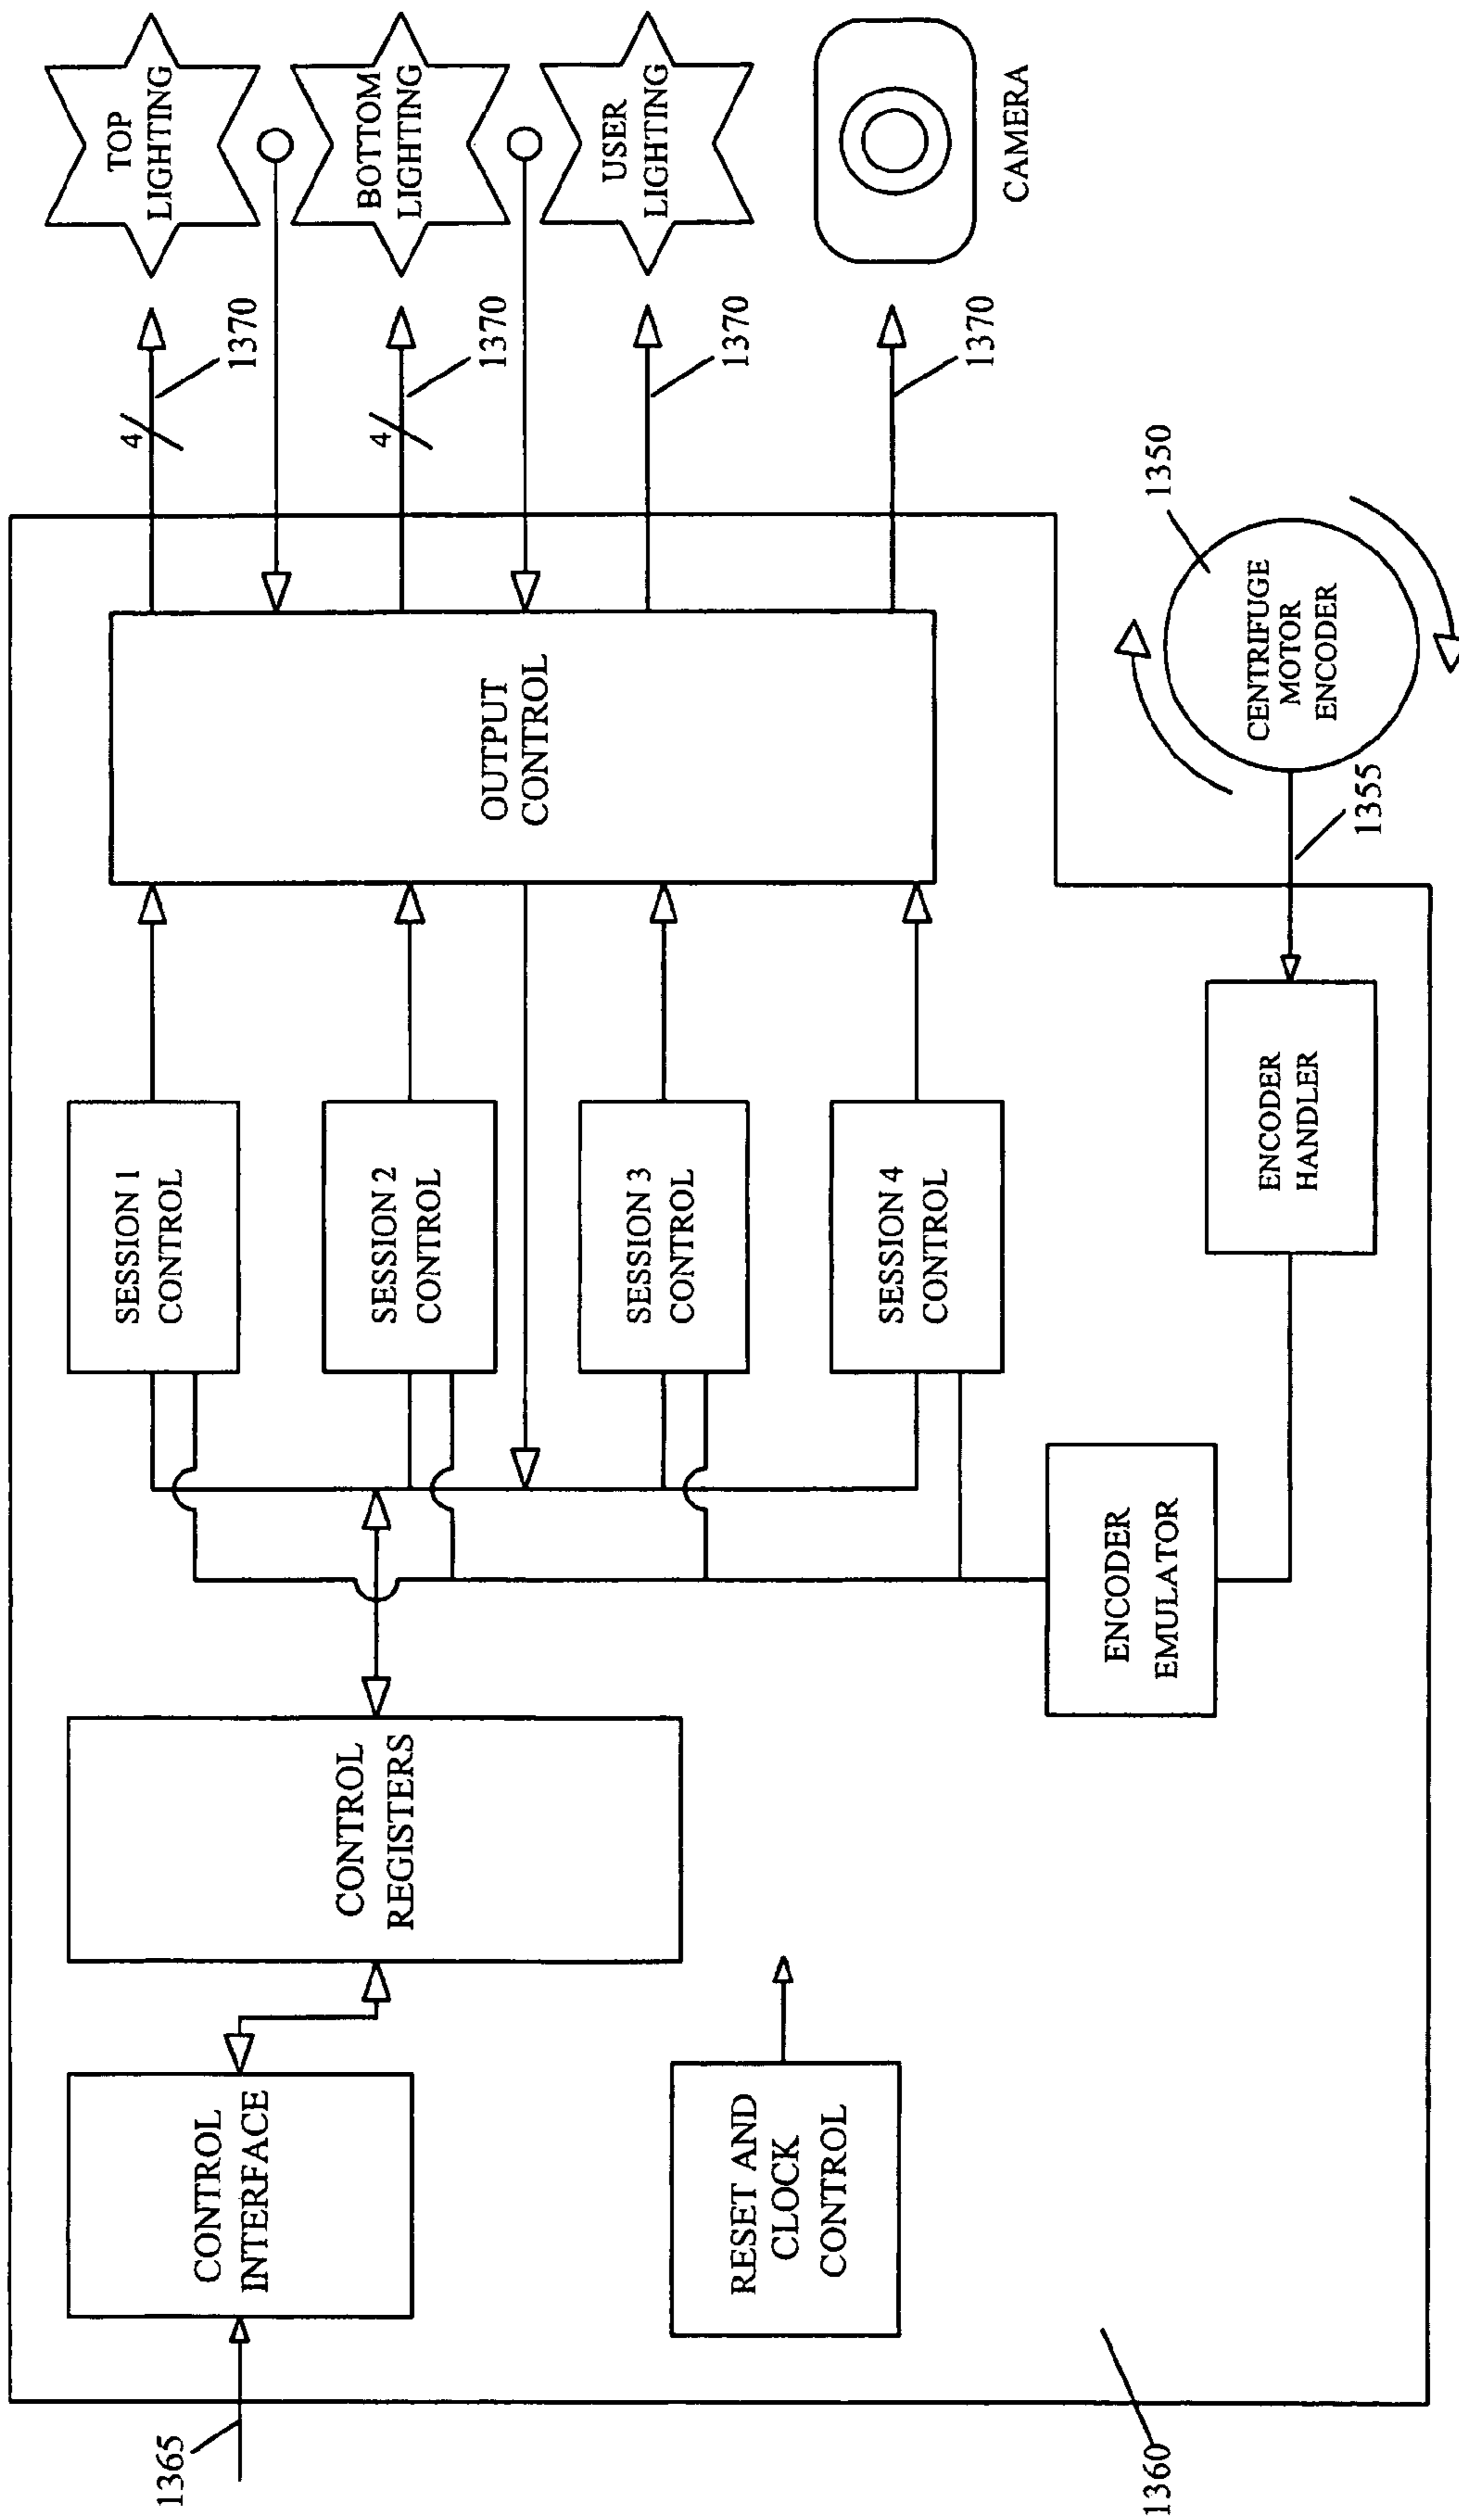 1365
CONTROL
INTERFACE
CONTROL
REGISTERS
SESSION 1
CONTROL
SESSION 2
CONTROL
SESSION 3
CONTROL
SESSION 4
CONTROL
OUTPUT
CONTROL
4
1370
TOP
LIGHTING
4
1370
BOTTOM
LIGHTING
1370
USER
LIGHTING
1370
CAMERA
RESET AND
CLOCK
CONTROL
ENCODER
EMULATOR
ENCODER
HANDLER
1355
CENTRIFUGE
MOTOR
ENCODER
1350
1360